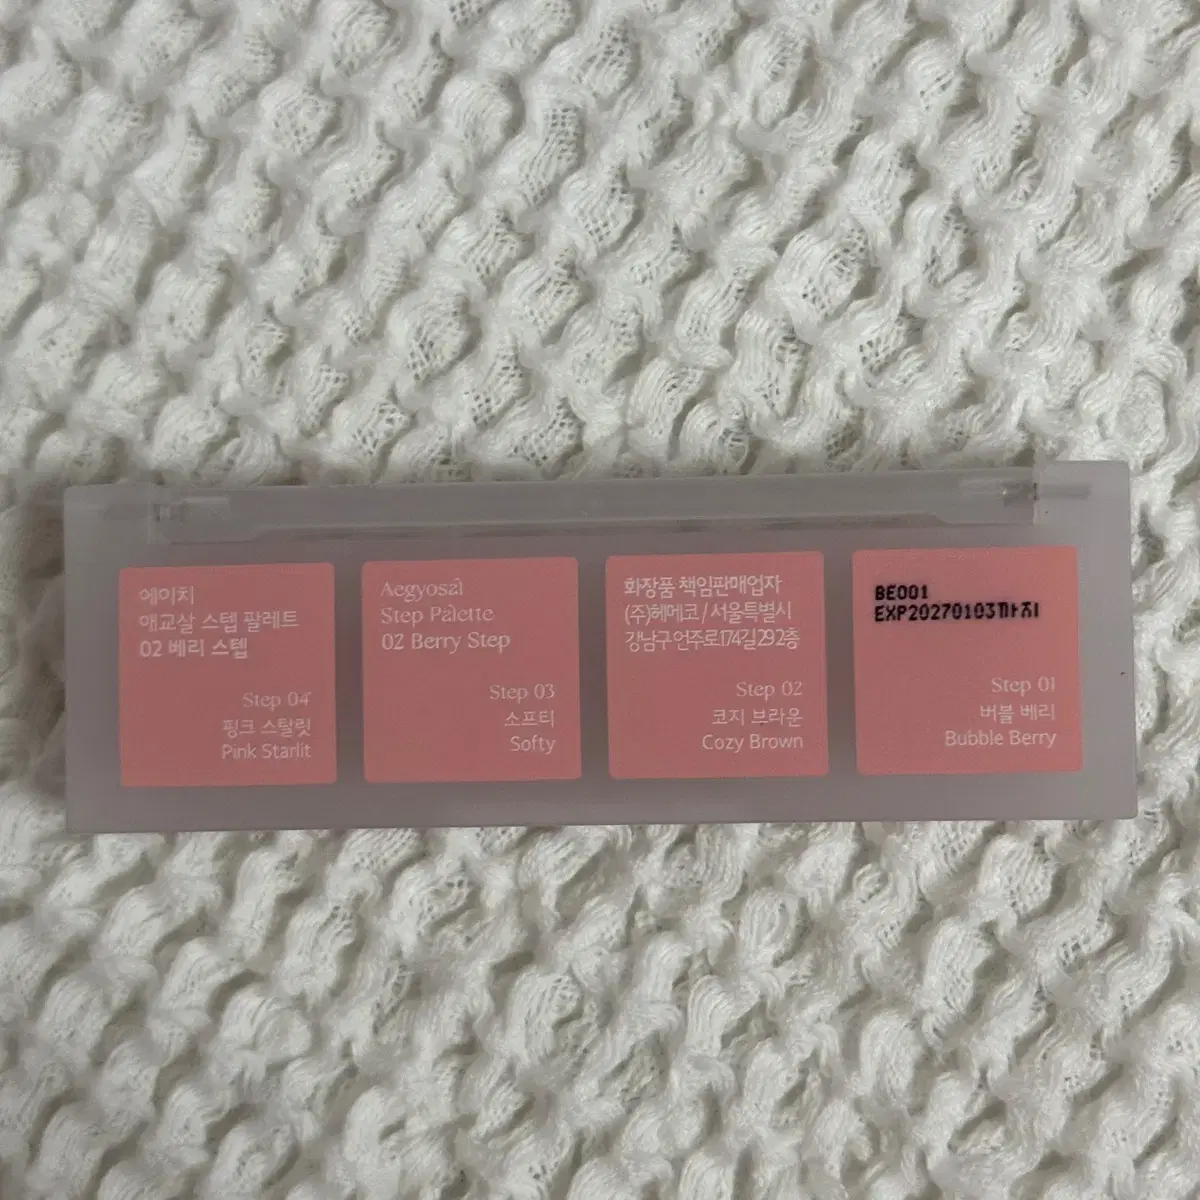 에이치
애교살 스텝 팔레트
02 베리 스텝
Step 04
핑크 스탈릿
Pink Starlit
Aegyosal
Step Palette
02 Berry Step
Step 03
소프티
Softy
화장품 책임판매업자
(주)헤메코 / 서울특별시
강남구 언주로174길 29 2층
Step 02
코지 브라운
Cozy Brown
BE001
EXP20270103까지
Step 01
버블 베리
Bubble Berry